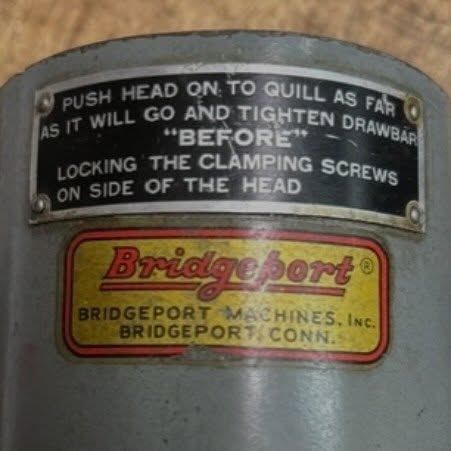 PUSH HEAD ON TO QUILL AS FAR
AS IT WILL GO AND TIGHTEN DRAWBAR
"BEFORE"
LOCKING THE CLAMPING SCREWS
ON SIDE OF THE HEAD
Bridgeport®
BRIDGEPORT MACHINES, INC.
BRIDGEPORT, CONN.